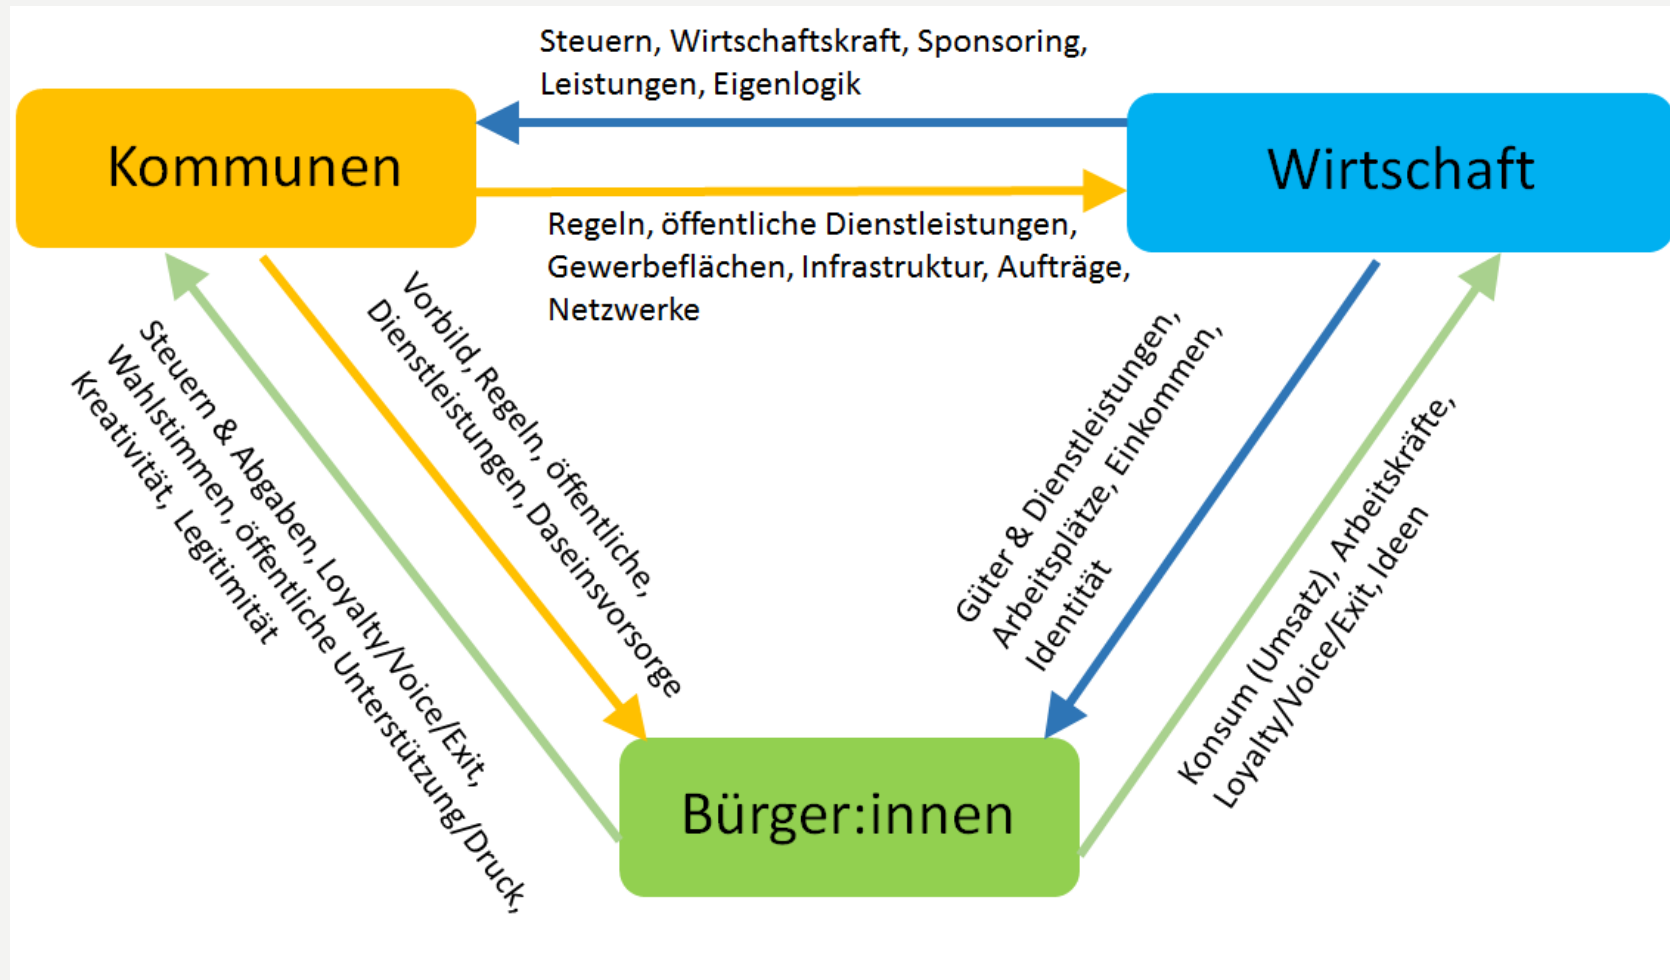 Steuern, Wirtschaftskraft, Sponsoring,
Leistungen, Eigenlogik
Kommunen
Wirtschaft
Regeln, öffentliche Dienstleistungen,
Gewerbeflächen, Infrastruktur, Aufträge,
Netzwerke
Vorbild, Regeln, öffentliche,
Dienstleistungen, Daseinsvorsorge
Steuern & Abgaben, Loyalty/Voice/Exit,
Wahlstimmen, öffentliche Unterstützung/Druck,
Kreativität, Legitimität
Güter & Dienstleistungen,
Arbeitsplätze, Einkommen,
Identität
Konsum (Umsatz), Arbeitskräfte,
Loyalty/Voice/Exit, Ideen
Bürger:innen